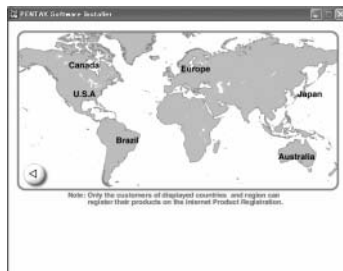 PENTAX Software Installer
Canada
Europe
U.S.A
Japan
Brazil
Australia
Note: Only the customers of displayed countries and region can
register their products on the Internet Product Registration.